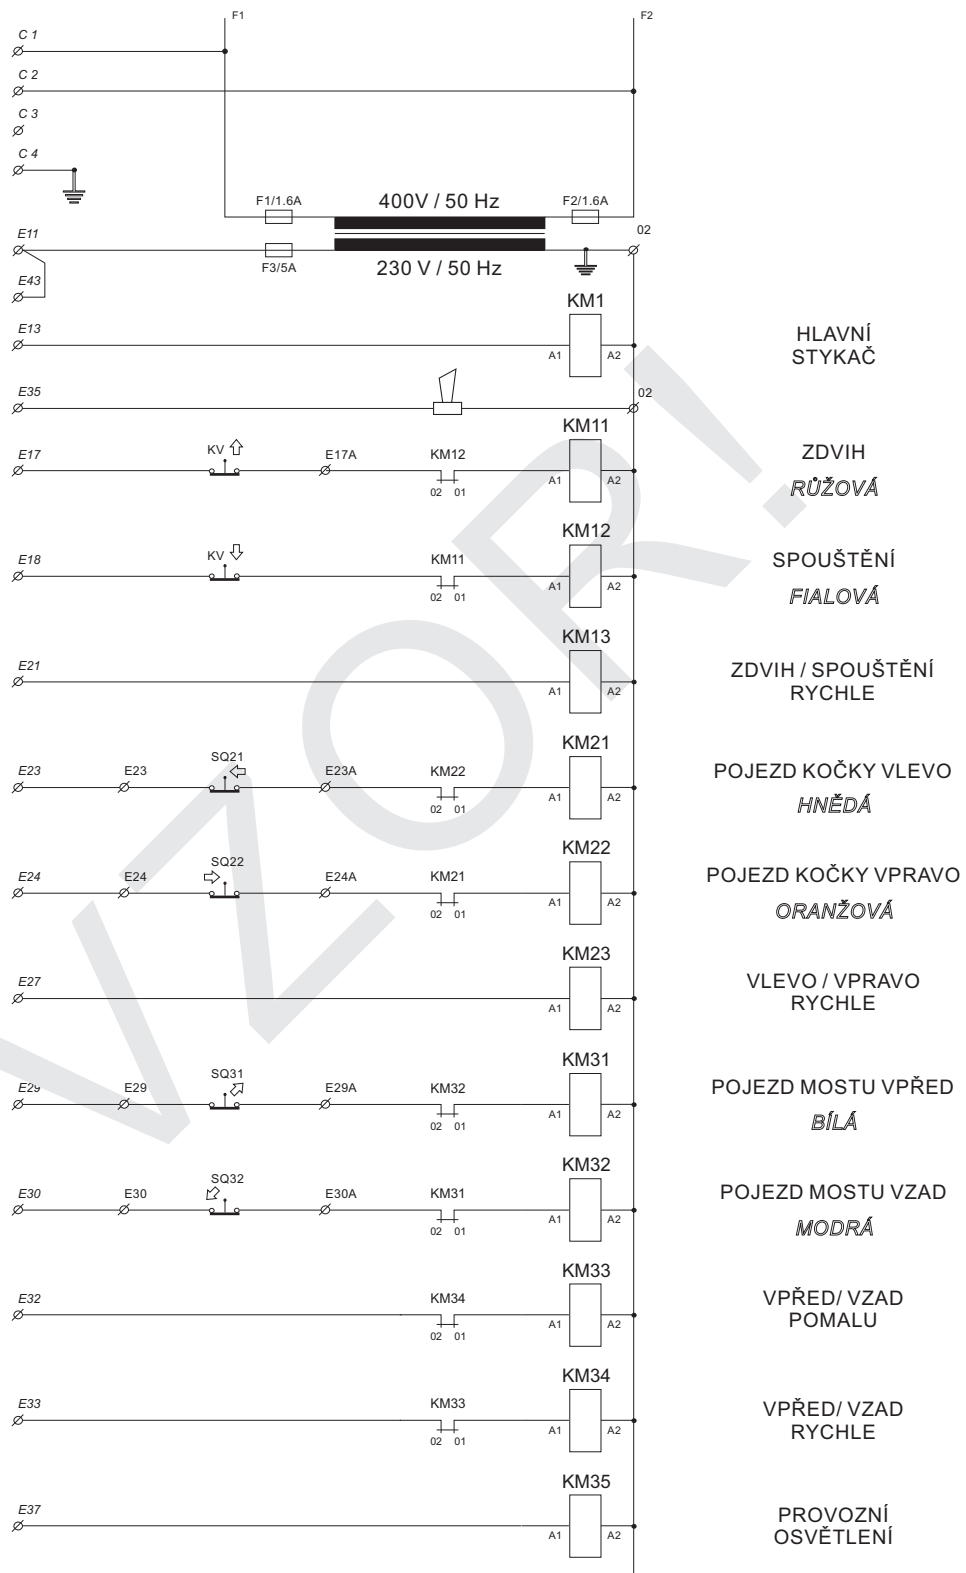 F1
F2
C 1
C 2
C 3
C 4
F1/1.6A
400V / 50 Hz
F2/1.6A
E11
02
F3/5A
230 V / 50 Hz
E43
KM1
E13
A1
A2
HLAVNÍ
STYKAČ
E35
02
KM11
E17
KV
E17A
KM12
02 01
A1
A2
ZDVIH
RŮŽOVÁ
KM12
E18
KV
KM11
02 01
A1
A2
SPOUŠTĚNÍ
FIALOVÁ
KM13
E21
A1
A2
ZDVIH / SPOUŠTĚNÍ
RYCHLE
KM21
SQ21
E23
E23
E23A
KM22
02 01
A1
A2
POJEZD KOČKY VLEVO
HNĚDÁ
KM22
SQ22
E24
E24
E24A
KM21
02 01
A1
A2
POJEZD KOČKY VPRAVO
ORANŽOVÁ
KM23
E27
A1
A2
VLEVO / VPRAVO
RYCHLE
KM31
SQ31
E29
E29
E29A
KM32
02 01
A1
A2
POJEZD MOSTU VPŘED
BÍLÁ
KM32
SQ32
E30
E30
E30A
KM31
02 01
A1
A2
POJEZD MOSTU VZAD
MODRÁ
KM33
E32
KM34
02 01
A1
A2
VPŘED/ VZAD
POMALU
KM34
E33
KM33
02 01
A1
A2
VPŘED/ VZAD
RYCHLE
KM35
E37
A1
A2
PROVOZNÍ
OSVĚTLENÍ
VZOR!